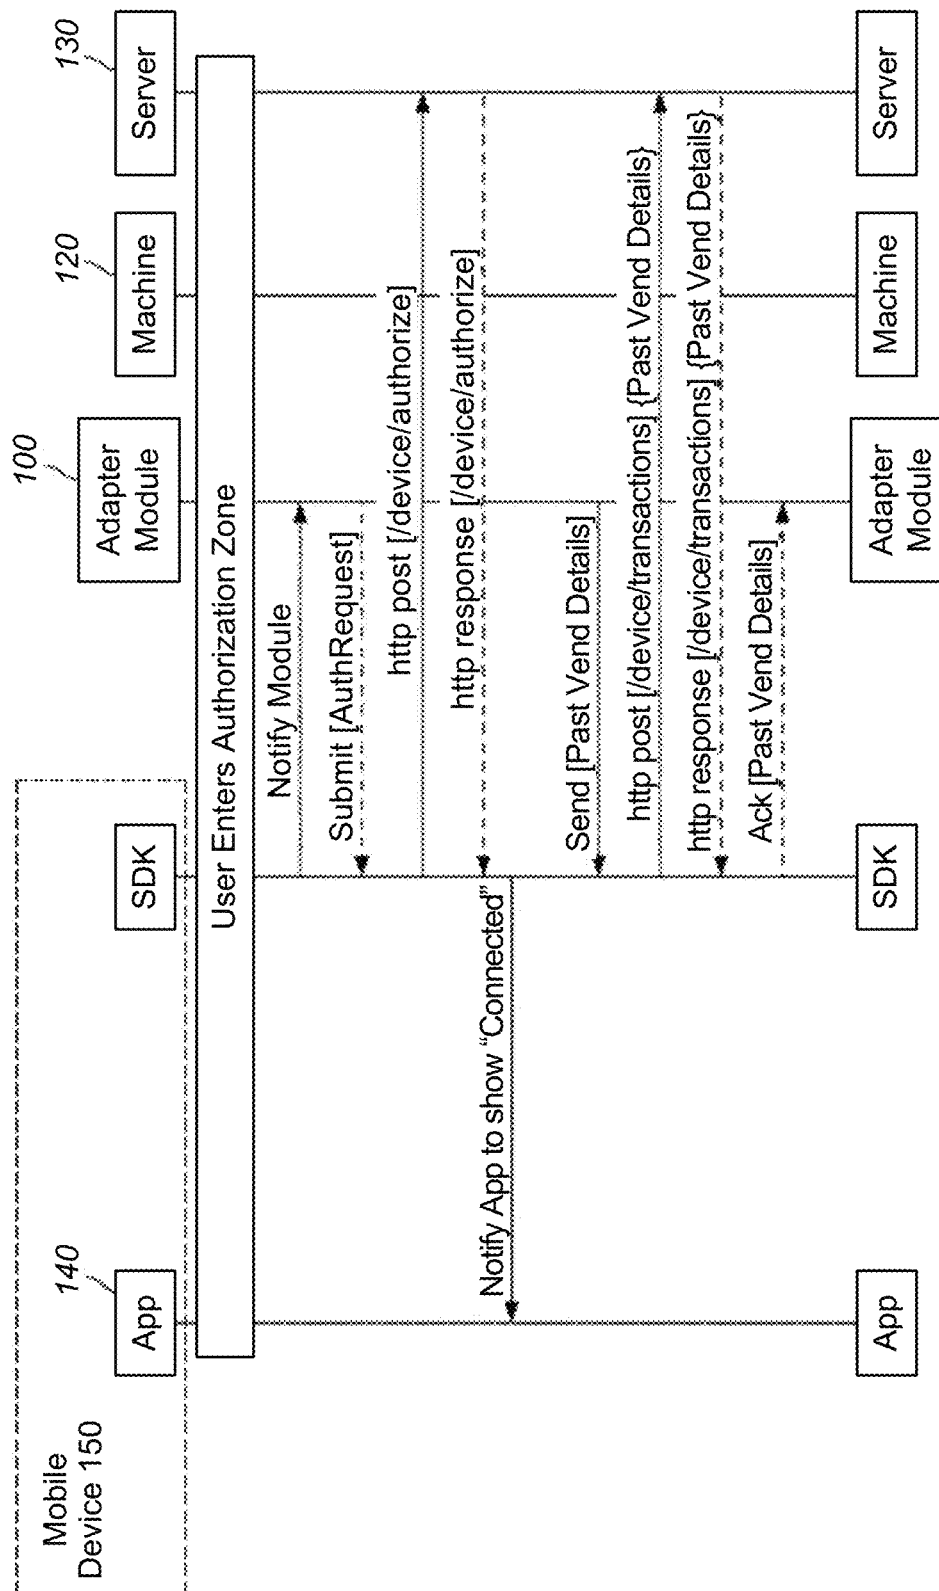 Mobile
Device 150
140
App
SDK
100
Adapter
Module
120
Machine
130
Server
User Enters Authorization Zone
Notify Module
Submit [AuthRequest]
http post [/device/authorize]
http response [/device/authorize]
Notify App to show “Connected”
Send [Past Vend Details]
http post [/device/transactions] {Past Vend Details}
http response [/device/transactions] {Past Vend Details}
Ack [Past Vend Details]
App
SDK
Adapter
Module
Machine
Server